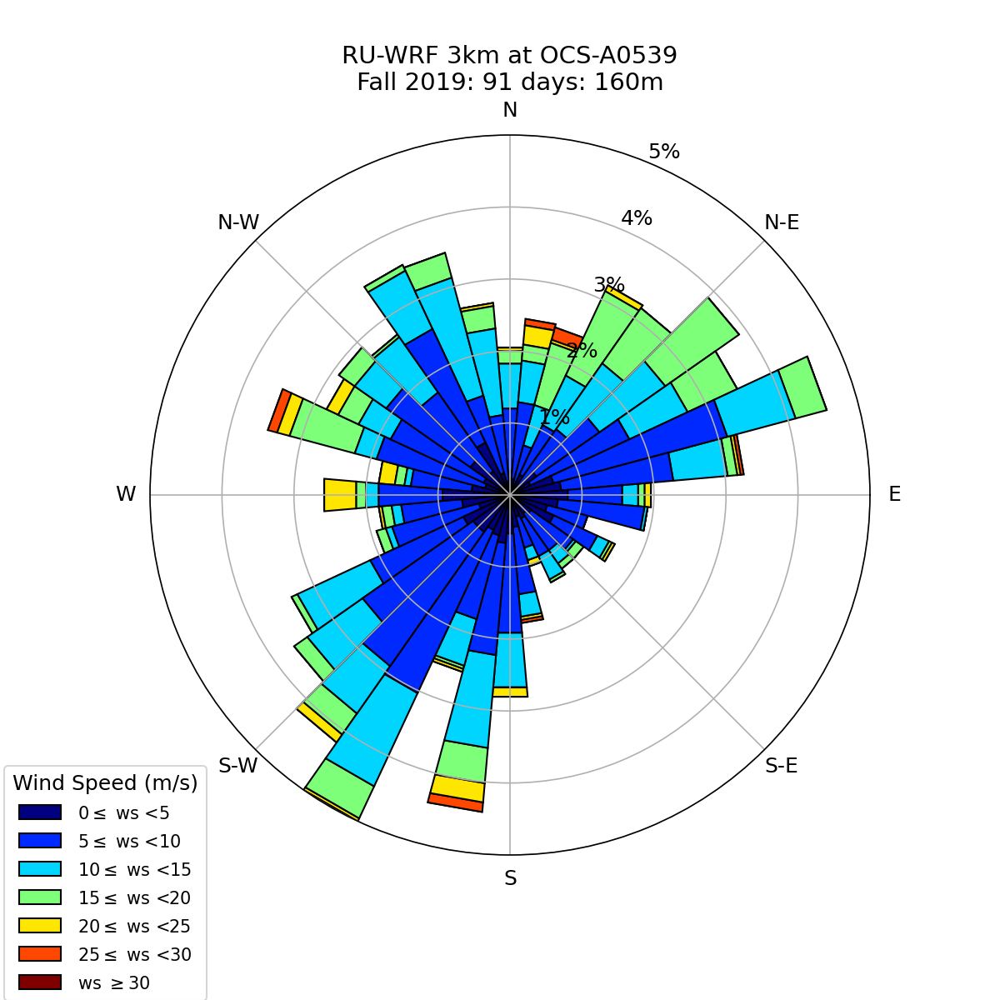 RU-WRF 3km at OCS-A0539
Fall 2019: 91 days: 160m
N
5%
N-W
N-E
4%
3%
2%
1%
W
E
S-W
S-E
S
Wind Speed (m/s)
0≤ ws <5
5≤ ws <10
10≤ ws <15
15≤ ws <20
20≤ ws <25
25≤ ws <30
ws ≥30